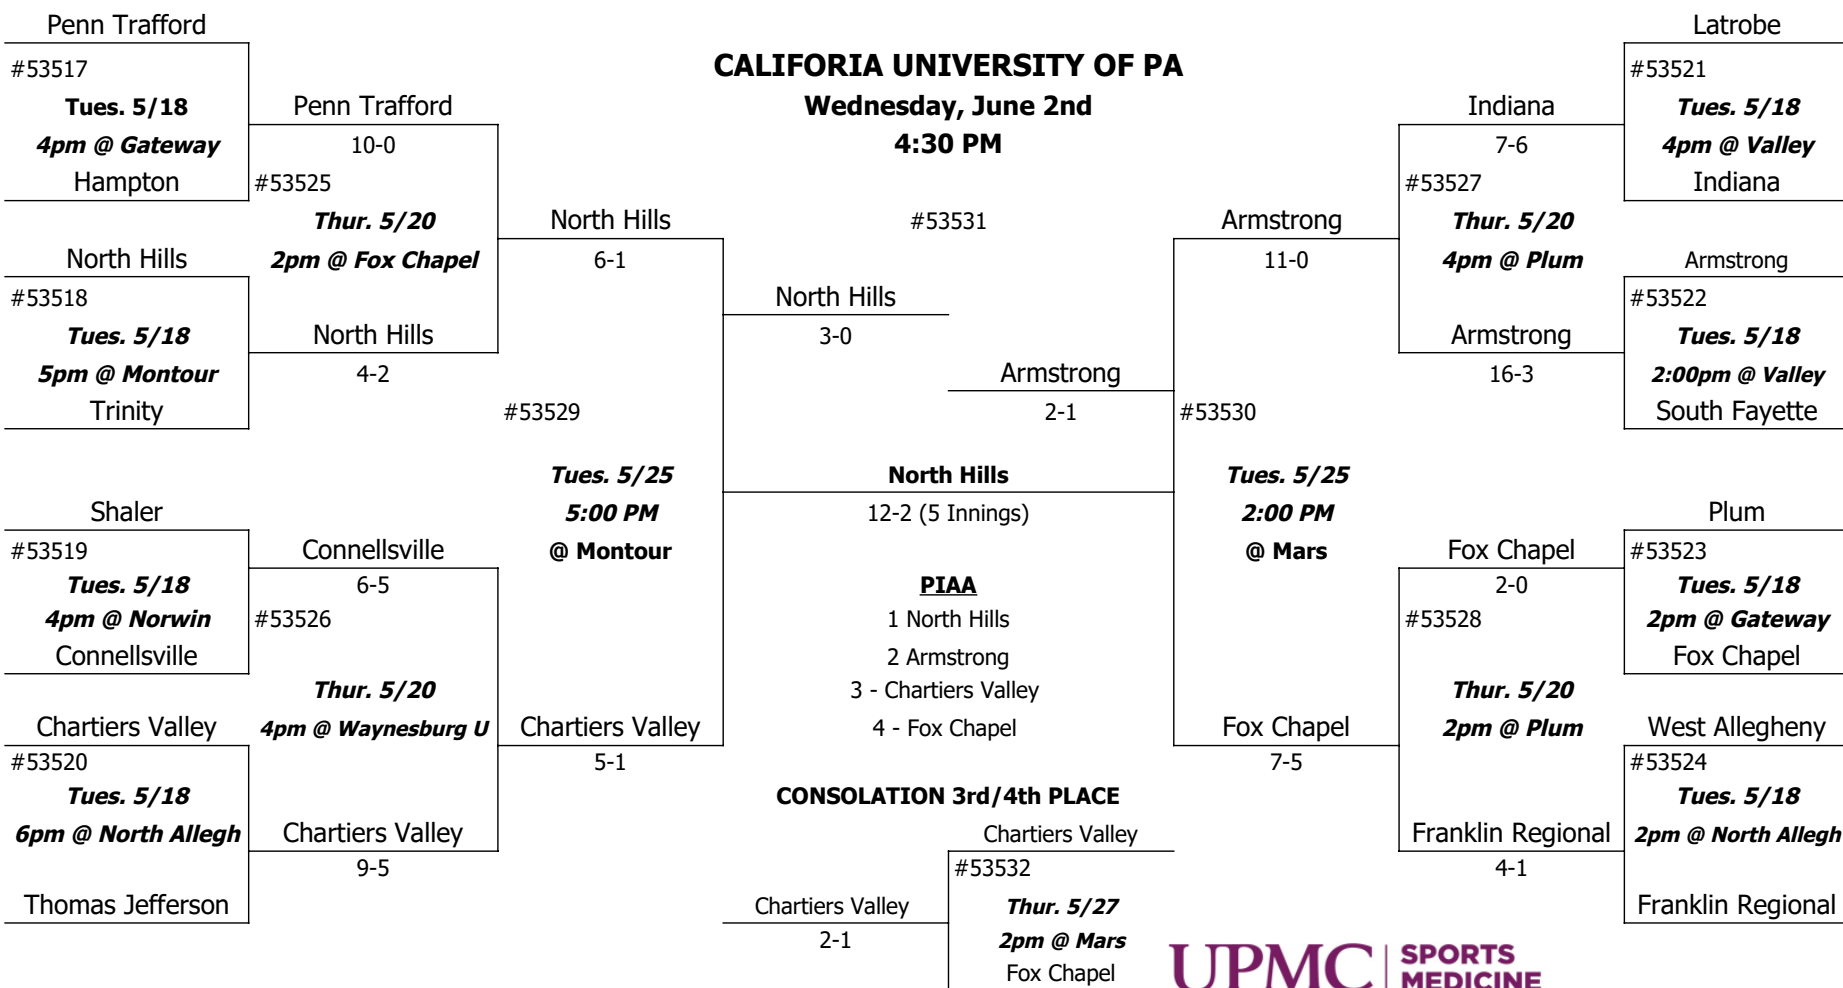 Penn Trafford
#53517
Tues. 5/18
4pm @ Gateway
Hampton
North Hills
#53518
Tues. 5/18
5pm @ Montour
Trinity
Shaler
#53519
Tues. 5/18
4pm @ Norwin
Connellsville
Chartiers Valley
#53520
Tues. 5/18
6pm @ North Allegh
Thomas Jefferson
Penn Trafford
10-0
#53525
Thur. 5/20
2pm @ Fox Chapel
North Hills
4-2
Connellsville
6-5
#53526
Thur. 5/20
4pm @ Waynesburg U
Chartiers Valley
9-5
North Hills
6-1
#53529
Tues. 5/25
5:00 PM
@ Montour
Chartiers Valley
5-1
CALIFORIA UNIVERSITY OF PA
Wednesday, June 2nd
4:30 PM
#53531
North Hills
3-0
Armstrong
2-1
North Hills
12-2 (5 Innings)
PIAA
1 North Hills
2 Armstrong
3 - Chartiers Valley
4 - Fox Chapel
CONSOLATION 3rd/4th PLACE
Chartiers Valley
#53532
Thur. 5/27
2pm @ Mars
Fox Chapel
Chartiers Valley
2-1
Armstrong
11-0
#53530
Tues. 5/25
2:00 PM
@ Mars
Fox Chapel
7-5
Indiana
7-6
#53527
Thur. 5/20
4pm @ Plum
Armstrong
16-3
Fox Chapel
2-0
#53528
Thur. 5/20
2pm @ Plum
Franklin Regional
4-1
Latrobe
#53521
Tues. 5/18
4pm @ Valley
Indiana
Armstrong
#53522
Tues. 5/18
2:00pm @ Valley
South Fayette
Plum
#53523
Tues. 5/18
2pm @ Gateway
Fox Chapel
West Allegheny
#53524
Tues. 5/18
2pm @ North Allegh
Franklin Regional
UPMC
SPORTS
MEDICINE